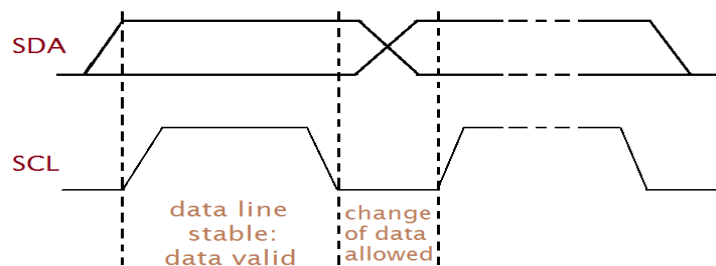 SDA
SCL
data line
stable:
data valid
change
of data
allowed